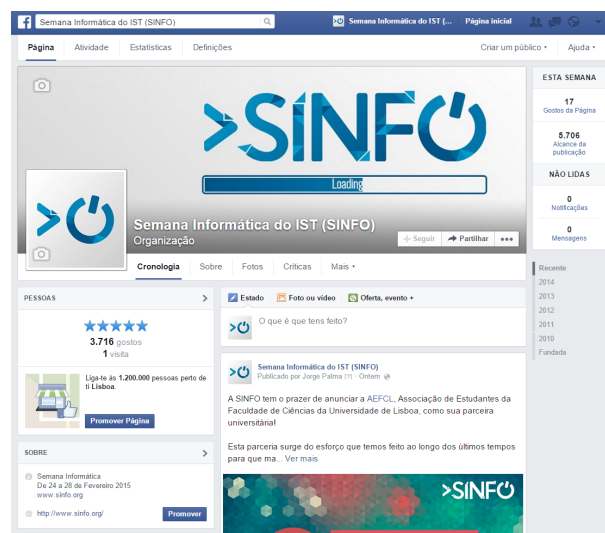 Semana Informática do IST (SINFO)
Semana Informática do IST (...
Página inicial
Página
Atividade
Estatísticas
Definições
Criar um público
Ajuda
>SINFO
Loading
Semana Informática do IST (SINFO)
Organização
Seguir
Partilhar
Cronologia
Sobre
Fotos
Críticas
Mais
ESTA SEMANA
17
Gostos da Página
5.706
Alcance da
publicação
NÃO LIDAS
0
Notificações
0
Mensagens
Recente
2014
2013
2012
2011
2010
Fundada
PESSOAS
3.716 gostos
1 visita
Liga-te às 1.200.000 pessoas perto de
ti Lisboa.
Promover Página
SOBRE
Semana Informática
De 24 a 28 de Fevereiro 2015
www.sinfo.org
http://www.sinfo.org/
Promover
Estado
Foto ou vídeo
Oferta, evento +
O que é que tens feito?
Semana Informática do IST (SINFO)
Publicado por Jorge Palma [?] · Ontem
A SINFO tem o prazer de anunciar a AEFCL, Associação de Estudantes da
Faculdade de Ciências da Universidade de Lisboa, como sua parceira
universitária!
Esta parceria surge do esforço que temos feito ao longo dos últimos tempos
para que ma... Ver mais
>SINFO